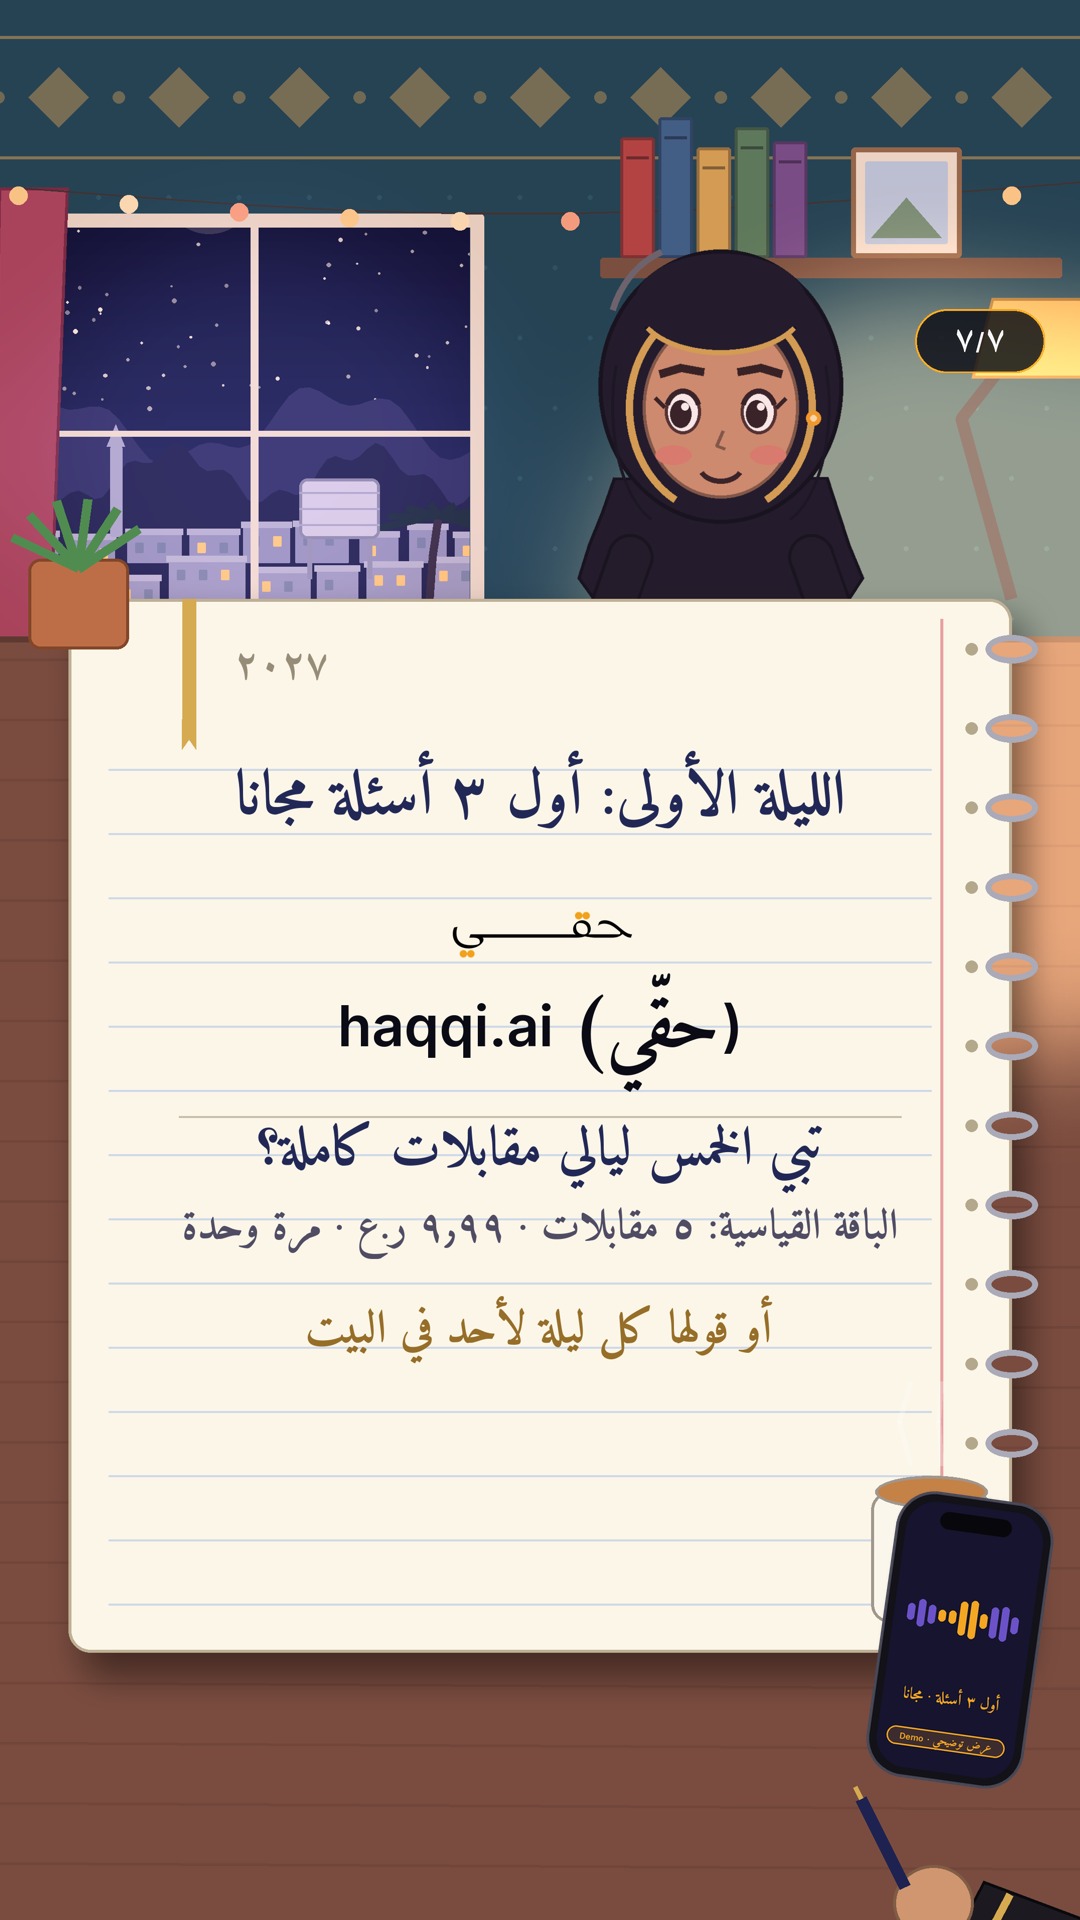 ٧/٧
٢٠٢٧
الليلة الأولى: أول ٣ أسئلة مجانا
حقـــي
haqqi.ai (حقّي)
تبي الخمس ليالي مقابلات كاملة؟
الباقة القياسية: ٥ مقابلات · ٩,٩٩ ر.ع · مرة وحدة
أو قولها كل ليلة لأحد في البيت
أول ٣ أسئلة · مجانا
عرض توضيحي · Demo